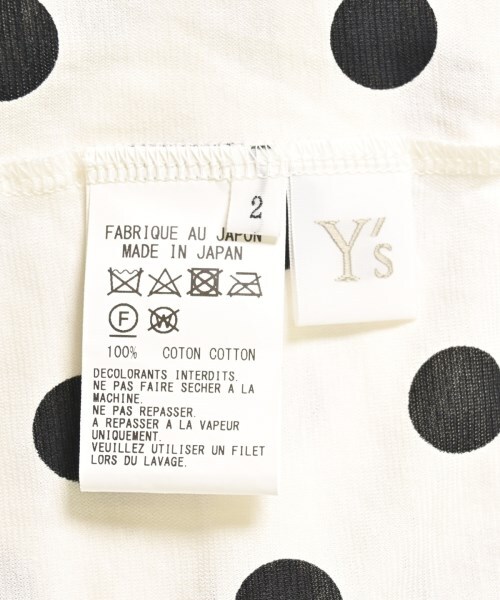 2
Y's
FABRIQUE AU JAPON
MADE IN JAPAN
F W
100% COTON COTTON
DECOLORANTS INTERDITS.
NE PAS FAIRE SECHER A LA
MACHINE.
NE PAS REPASSER.
A REPASSER A LA VAPEUR
UNIQUEMENT.
VEUILLEZ UTILISER UN FILET
LORS DU LAVAGE.